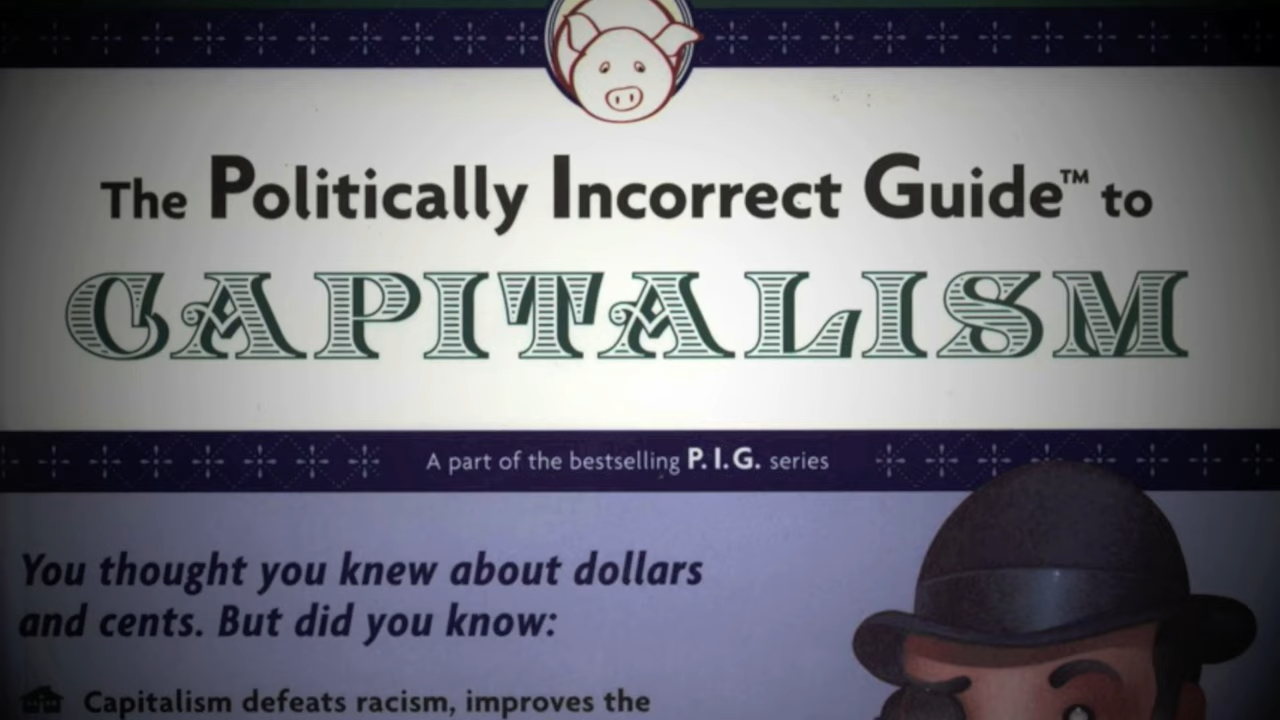 The Politically Incorrect Guide™ to
CAPITALISM
A part of the bestselling P.I.G. series
You thought you knew about dollars
and cents. But did you know:
Capitalism defeats racism, improves the